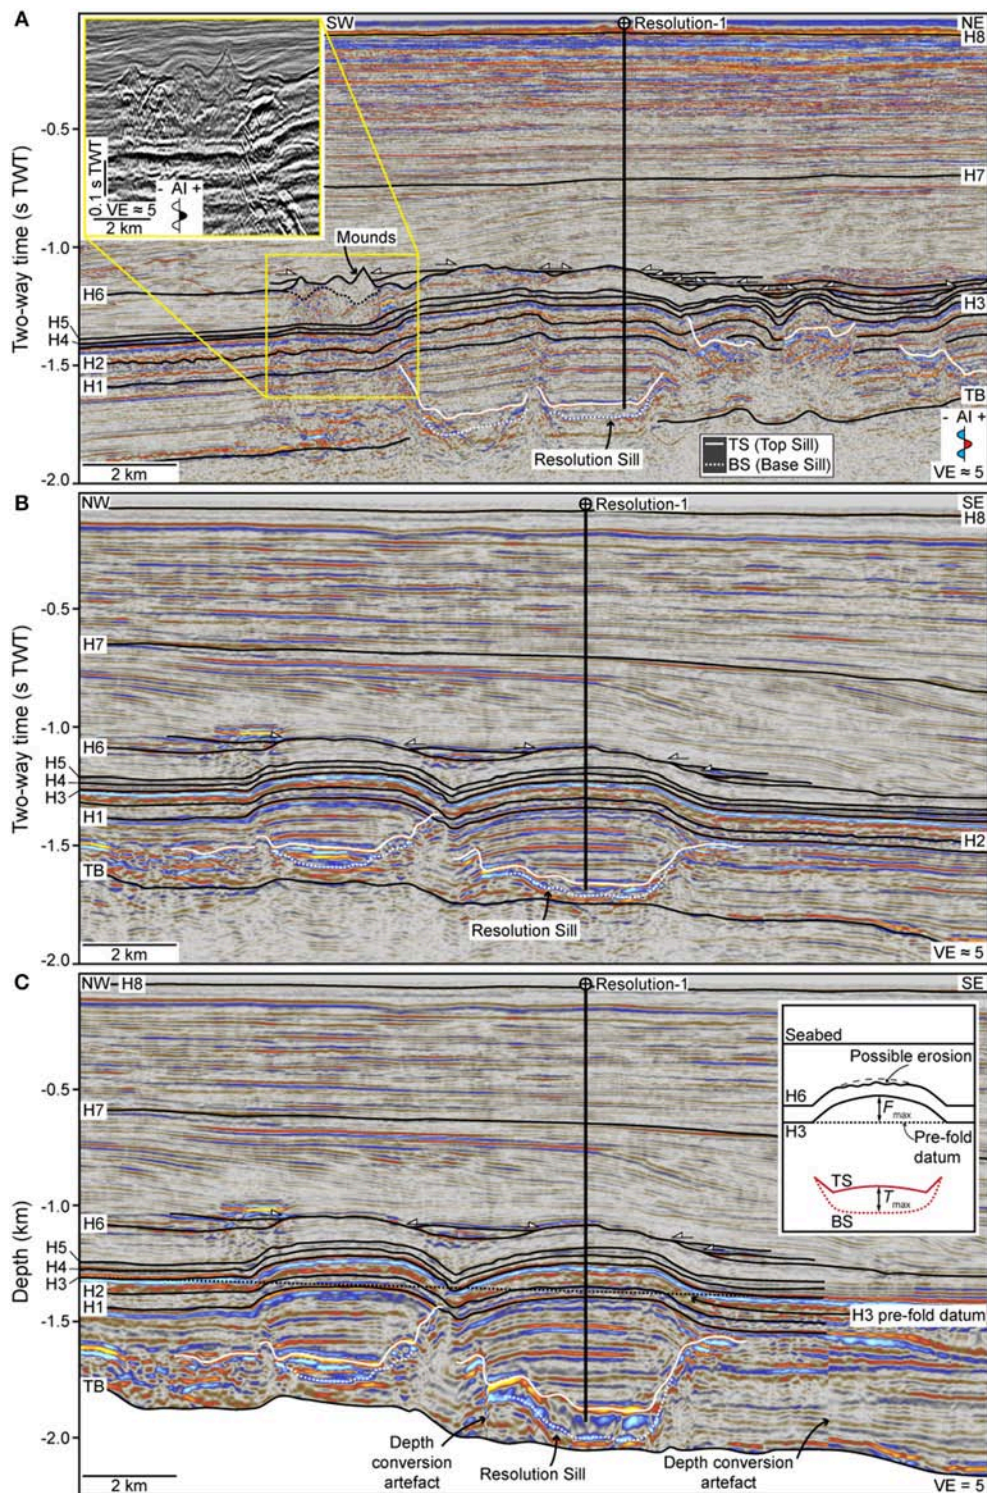 A
SW
Resolution-1
NE
H8
-0.5
0.1 s TWT
- AI +
VE ≈ 5
2 km
H7
-1.0
Mounds
H6
H3
H5
H4
H2
-1.5
H1
TB
Resolution Sill
TS (Top Sill)
BS (Base Sill)
- AI +
VE ≈ 5
2 km
-2.0
Two-way time (s TWT)
B
NW
Resolution-1
SE
H8
-0.5
H7
-1.0
H6
H5
H4
H3
H1
H2
-1.5
TB
Resolution Sill
2 km
-2.0
VE ≈ 5
Two-way time (s TWT)
C
NW
H8
Resolution-1
SE
Seabed
Possible erosion
H6
Fmax
H3
Pre-fold
datum
TS
Tmax
BS
-0.5
H7
-1.0
H6
H5
H4
H3
H2
H1
-1.5
H3 pre-fold datum
TB
-2.0
Depth
conversion
artefact
Resolution Sill
Depth conversion
artefact
2 km
VE = 5
Depth (km)